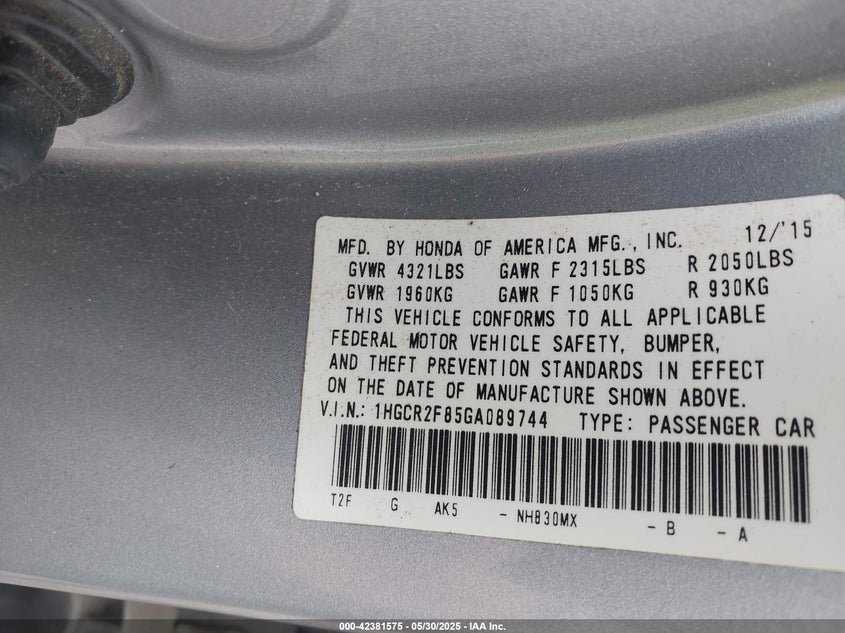 MFD. BY HONDA OF AMERICA MFG., INC. 12/'15
GVWR 4321LBS GAWR F 2315LBS R 2050LBS
GVWR 1960KG GAWR F 1050KG R 930KG
THIS VEHICLE CONFORMS TO ALL APPLICABLE
FEDERAL MOTOR VEHICLE SAFETY, BUMPER,
AND THEFT PREVENTION STANDARDS IN EFFECT
ON THE DATE OF MANUFACTURE SHOWN ABOVE.
V.I.N.: 1HGCR2F85GA089744 TYPE: PASSENGER CAR
T2F G AK5 - NH830MX - B - A
000-42381575 - 05/30/2025 - IAA Inc.